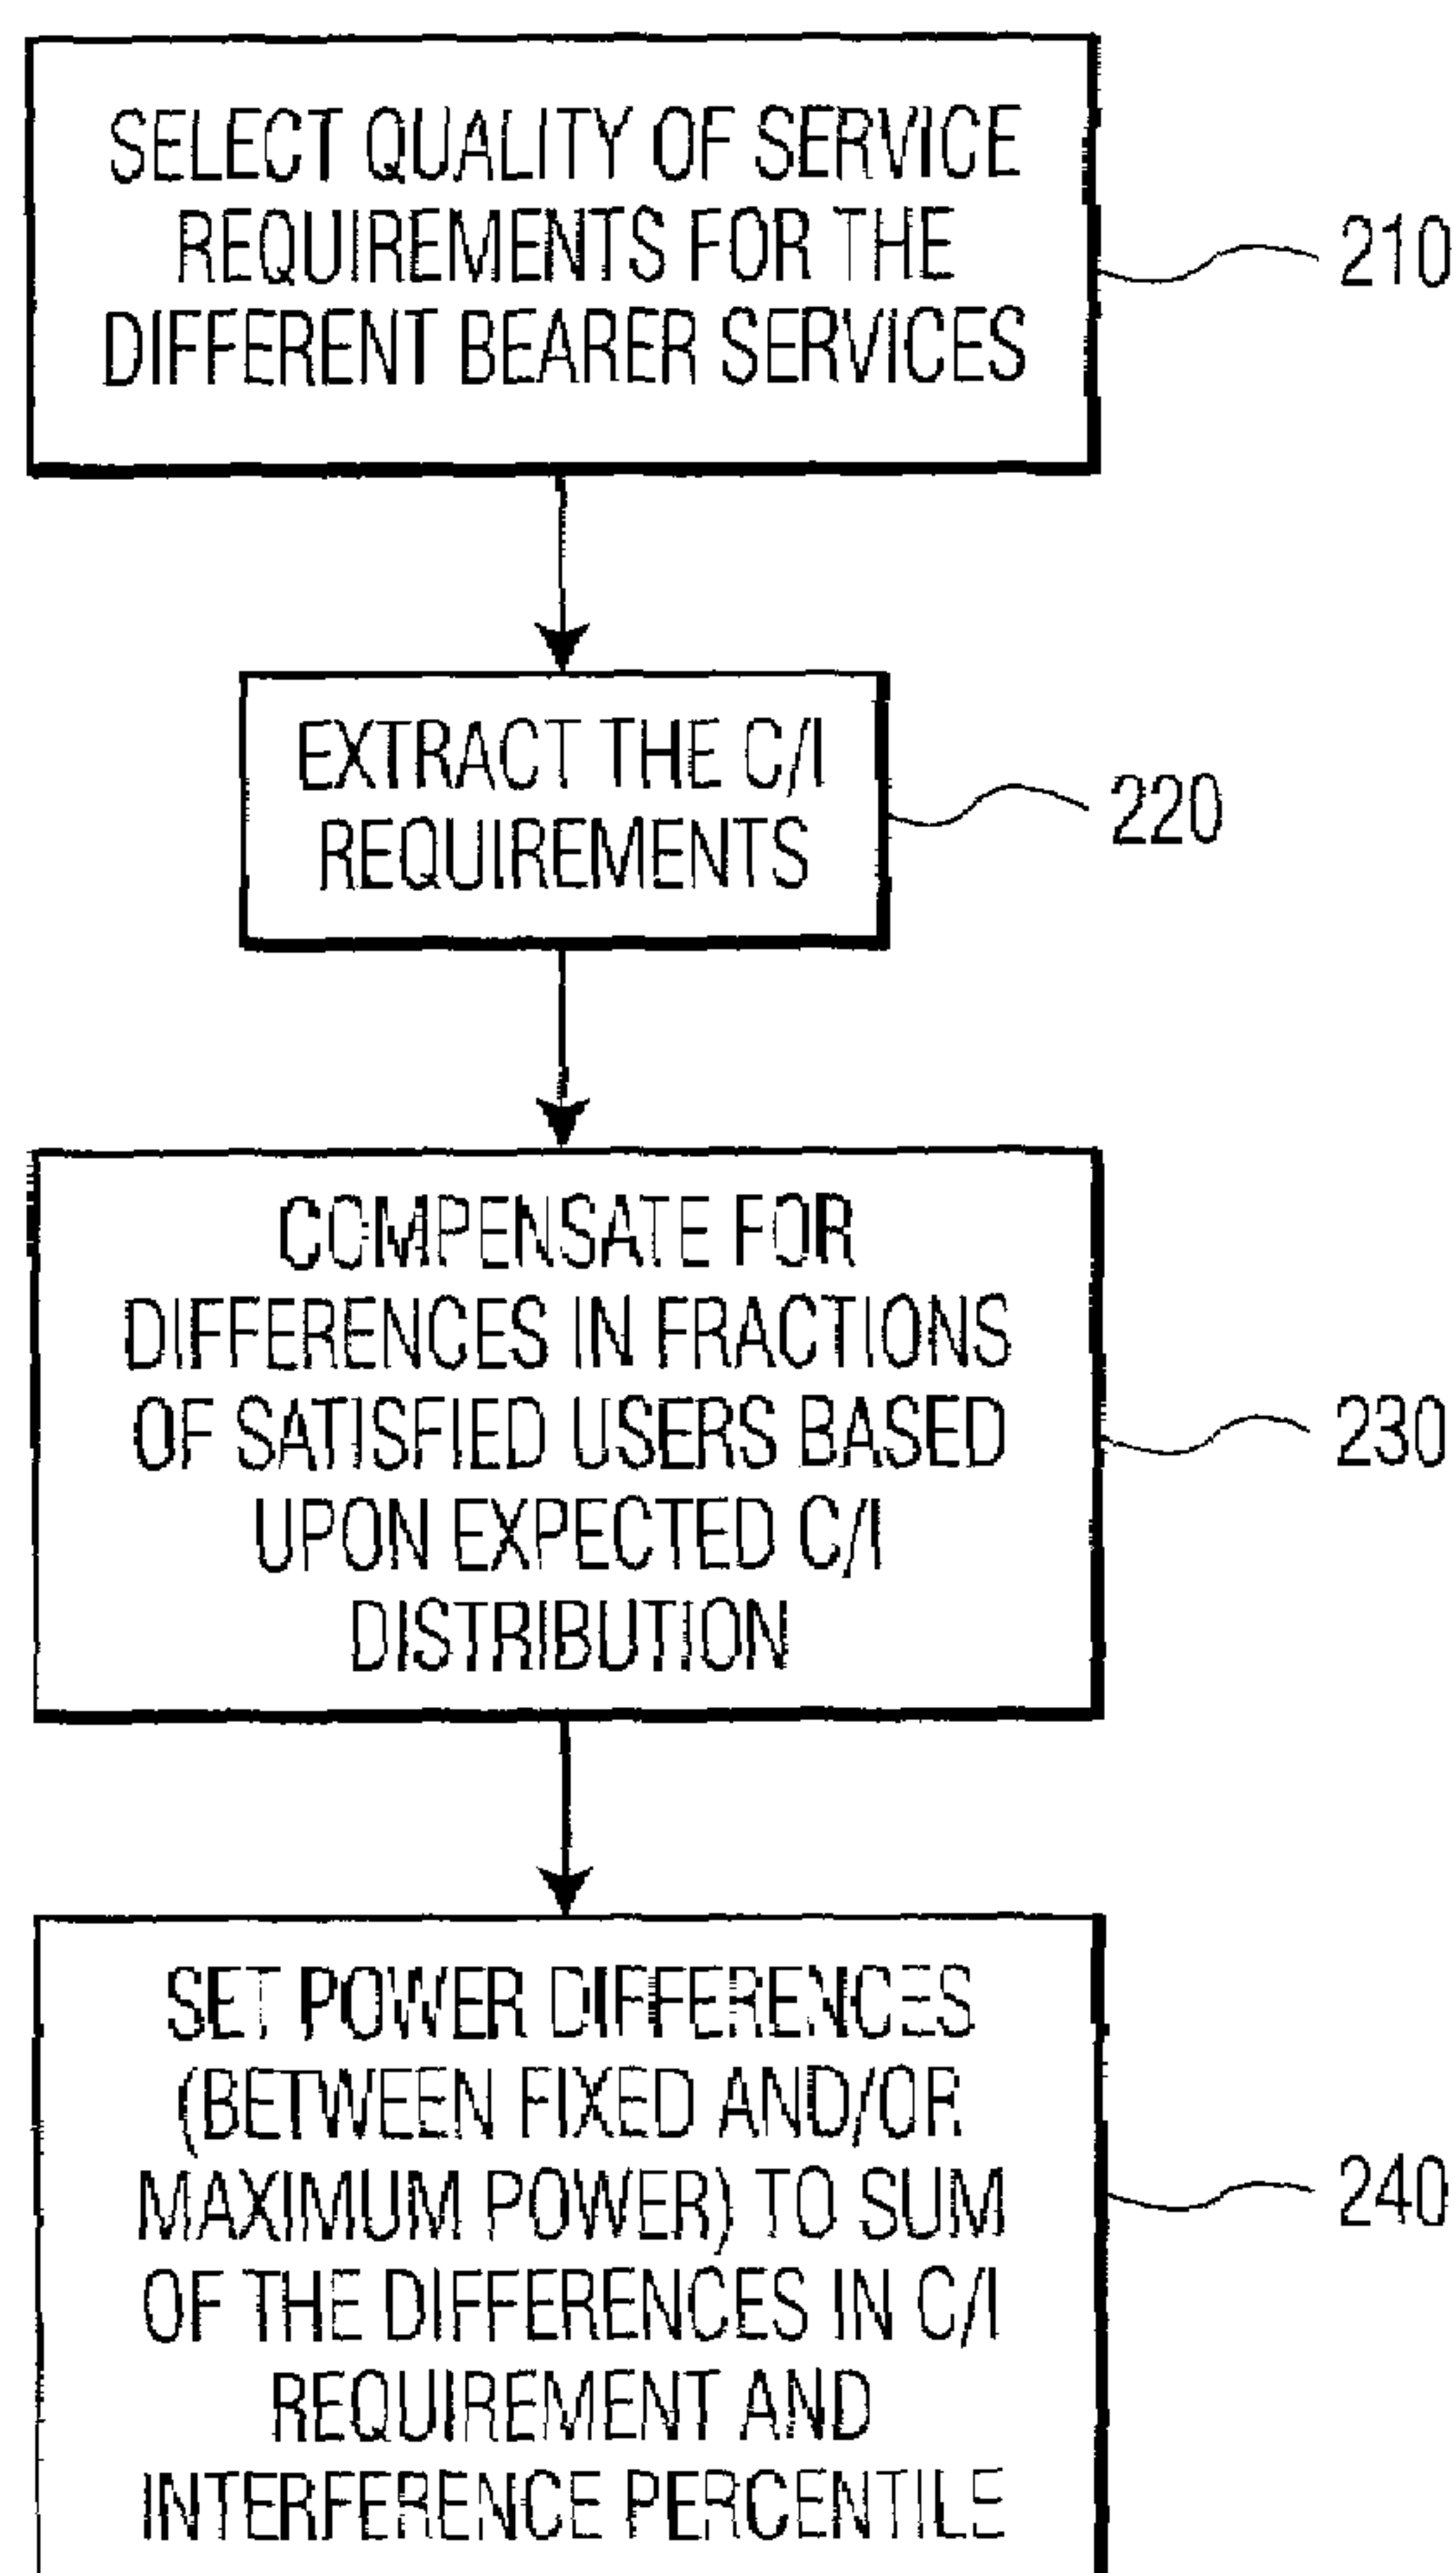 SELECT QUALITY OF SERVICE
REQUIREMENTS FOR THE
DIFFERENT BEARER SERVICES
210
EXTRACT THE C/I
REQUIREMENTS
220
COMPENSATE FOR
DIFFERENCES IN FRACTIONS
OF SATISFIED USERS BASED
UPON EXPECTED C/I
DISTRIBUTION
230
SET POWER DIFFERENCES
(BETWEEN FIXED AND/OR
MAXIMUM POWER) TO SUM
OF THE DIFFERENCES IN C/I
REQUIREMENT AND
INTERFERENCE PERCENTILE
240